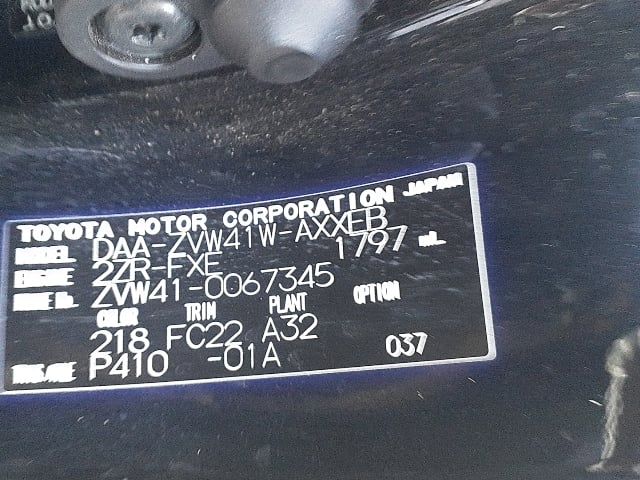 TOYOTA MOTOR CORPORATION JAPAN
MODEL DAA-ZVW41W-AXXEB
ENGINE 2ZR-FXE 1797 mL
FRAME No. ZVW41-0067345
COLOR TRIM PLANT OPTION
218 FC22 A32
TRANS/AXLE P410 -01A 037